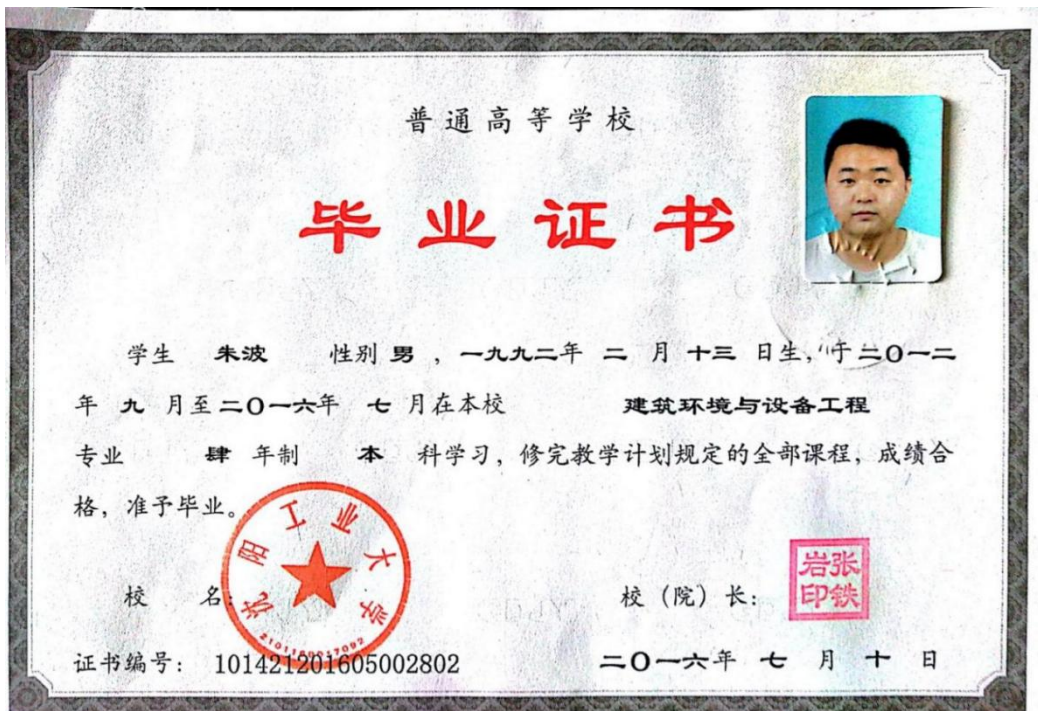 普通高等学校
毕业证书
学生 朱波 性别 男 ，一九九二年 二 月 十三 日生，于二〇一二
年 九 月至二〇一六年 七 月在本校 建筑环境与设备工程
专业 肆 年制 本 科学习，修完教学计划规定的全部课程，成绩合
格，准予毕业。
沈阳工业大学
校 名：
校（院）长：
张铁岩印
证书编号： 101421201605002802
二〇一六年 七 月 十 日